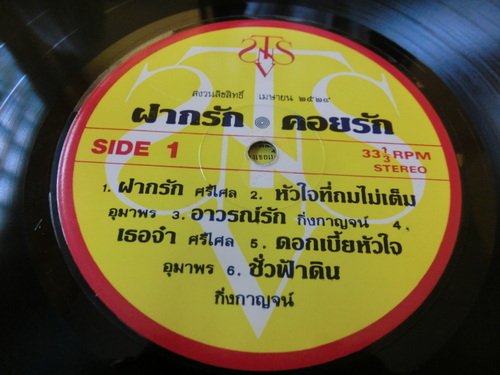 STS
สงวนลิขสิทธิ์ เมษายน ๒๕๒๔
ฝากรัก คอยรัก
SIDE 1
33 1/3 RPM
STEREO
1. ฝากรัก ศรีไศล 2. หัวใจที่ถมไม่เต็ม
อุมาพร 3. อาวรณ์รัก กิ่งกาญจน์ 4.
เธอจ๋า ศรีไศล 5. ดอกเบี้ยหัวใจ
อุมาพร 6. ชั่วฟ้าดิน
กิ่งกาญจน์